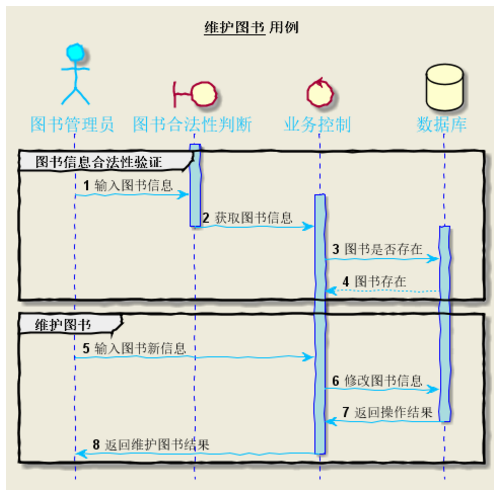 维护图书 用例
图书管理员 图书合法性判断 业务控制 数据库
图书信息合法性验证
1 输入图书信息
2 获取图书信息
3 图书是否存在
4 图书存在
维护图书
5 输入图书新信息
6 修改图书信息
7 返回操作结果
8 返回维护图书结果